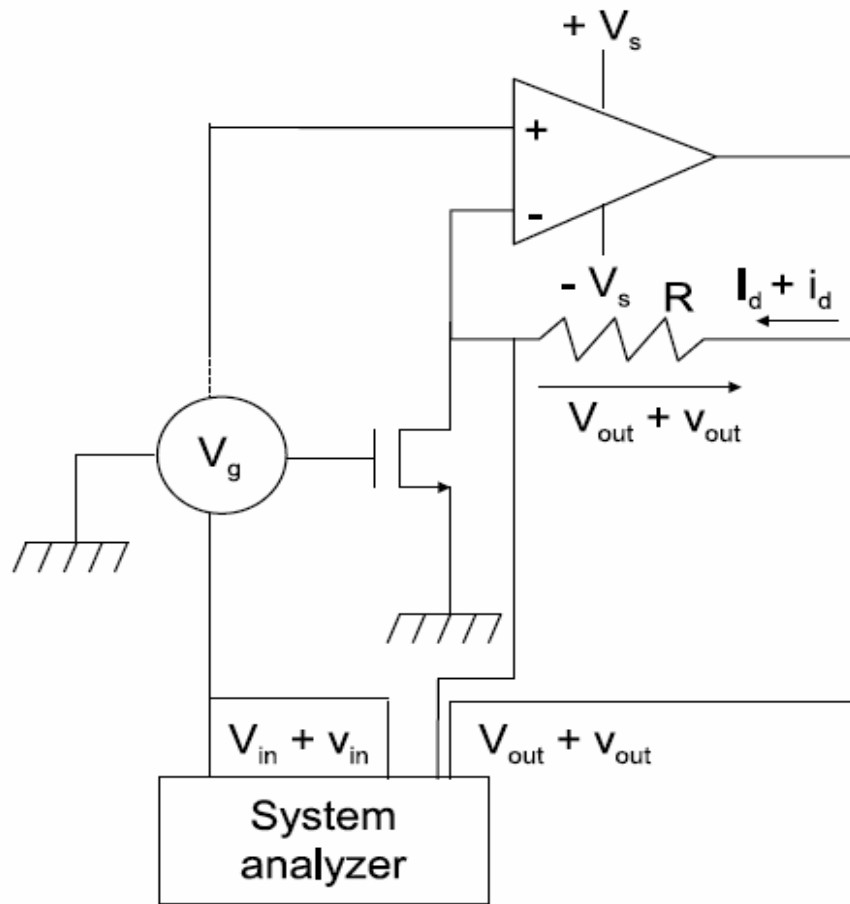 + V_s
+
-
- V_s
R
I_d + i_d
V_out + v_out
V_g
V_in + v_in
V_out + v_out
System
analyzer